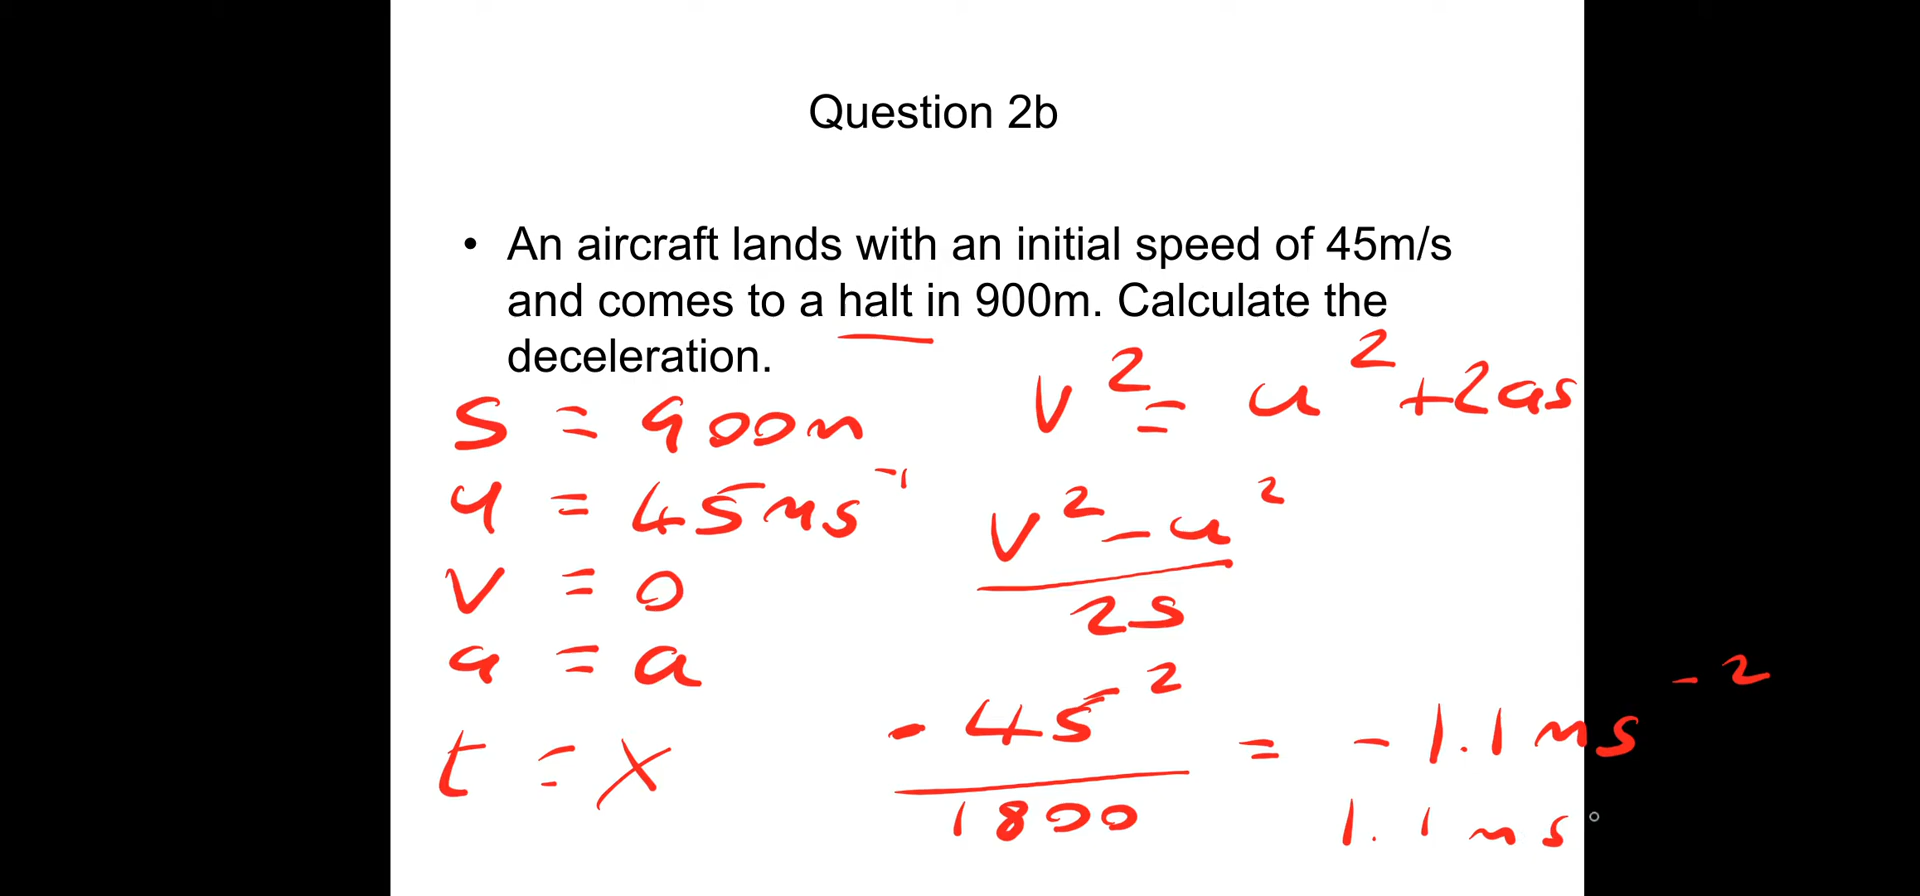 Question 2b
• An aircraft lands with an initial speed of 45m/s
and comes to a halt in 900m. Calculate the
deceleration.
v² = u² + 2as
s = 900m
u = 45ms⁻¹
v² - u²
2s
v = 0
a = a
t = x
-45²
1800
= -1.1ms⁻²
1.1ms